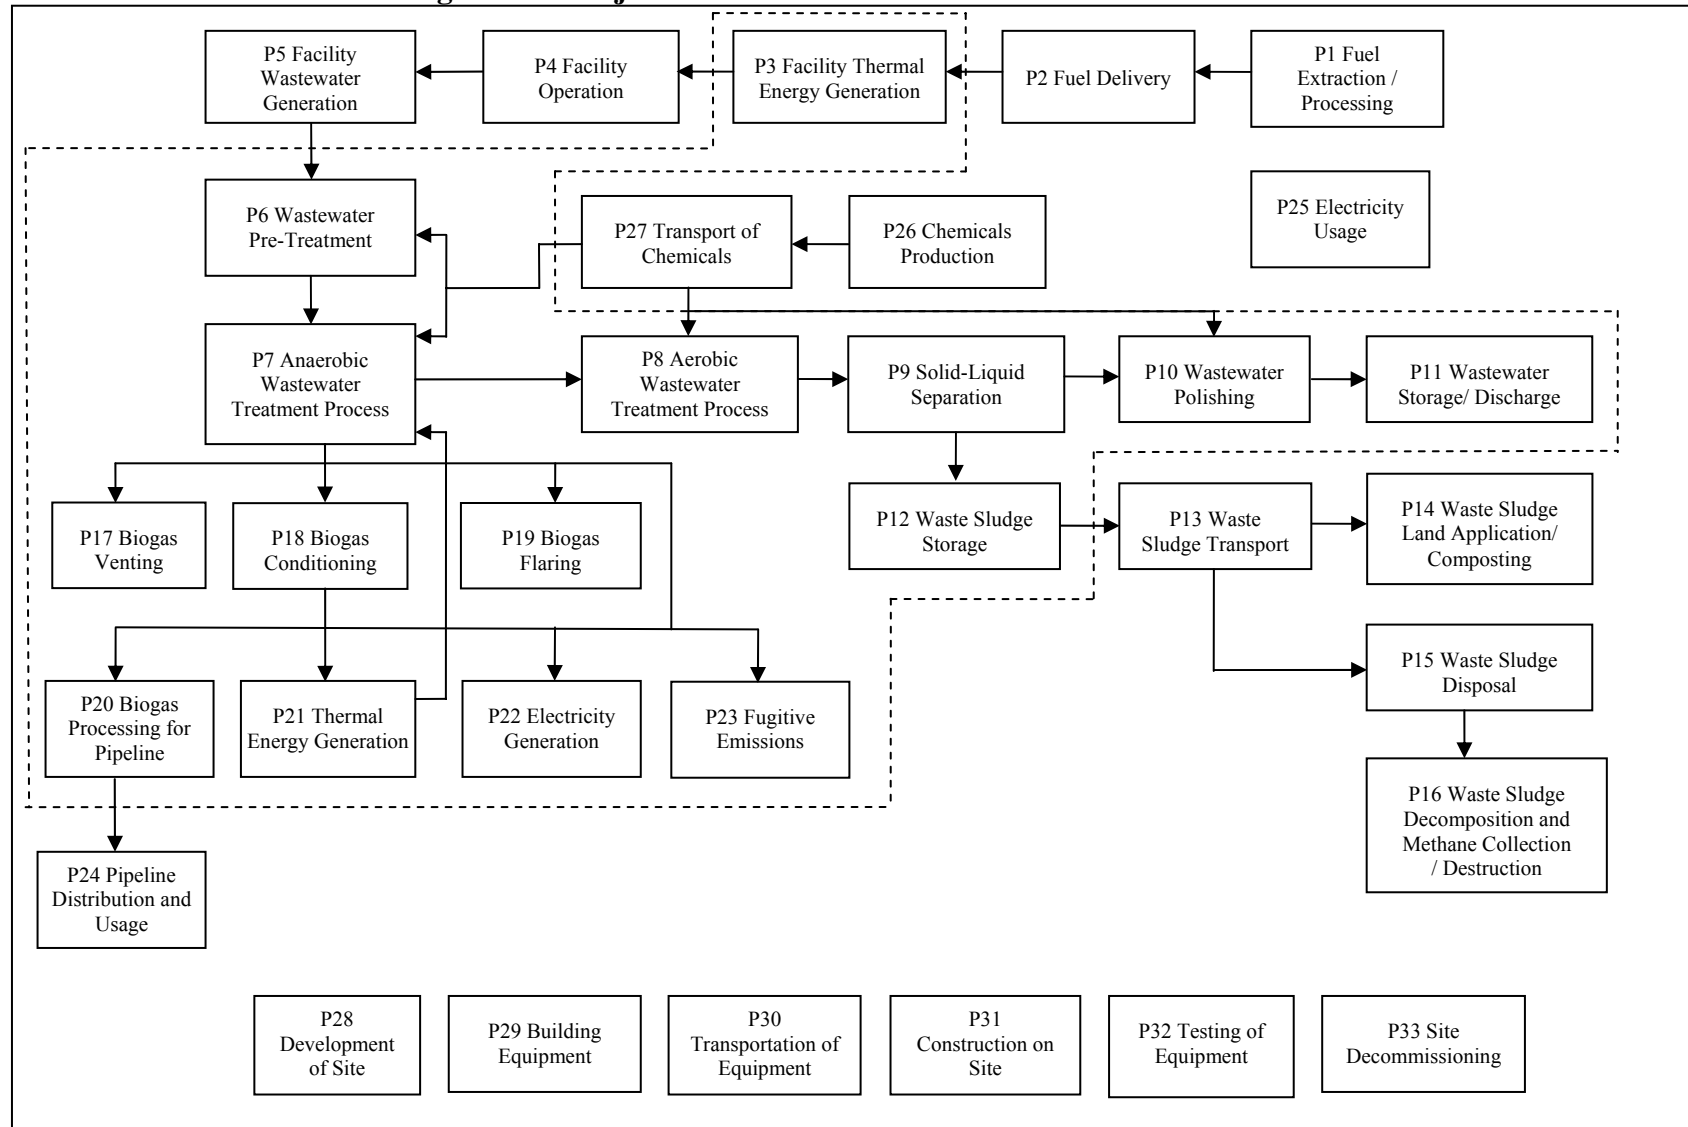 P5 Facility
Wastewater
Generation
P4 Facility
Operation
P3 Facility Thermal
Energy Generation
P2 Fuel Delivery
P1 Fuel
Extraction /
Processing
P6 Wastewater
Pre-Treatment
P27 Transport of
Chemicals
P26 Chemicals
Production
P25 Electricity
Usage
P7 Anaerobic
Wastewater
Treatment Process
P8 Aerobic
Wastewater
Treatment Process
P9 Solid-Liquid
Separation
P10 Wastewater
Polishing
P11 Wastewater
Storage/ Discharge
P17 Biogas
Venting
P18 Biogas
Conditioning
P19 Biogas
Flaring
P12 Waste Sludge
Storage
P13 Waste
Sludge Transport
P14 Waste Sludge
Land Application/
Composting
P20 Biogas
Processing for
Pipeline
P21 Thermal
Energy Generation
P22 Electricity
Generation
P23 Fugitive
Emissions
P15 Waste Sludge
Disposal
P16 Waste Sludge
Decomposition and
Methane Collection
/ Destruction
P24 Pipeline
Distribution and
Usage
P28
Development
of Site
P29 Building
Equipment
P30
Transportation of
Equipment
P31
Construction on
Site
P32 Testing of
Equipment
P33 Site
Decommissioning